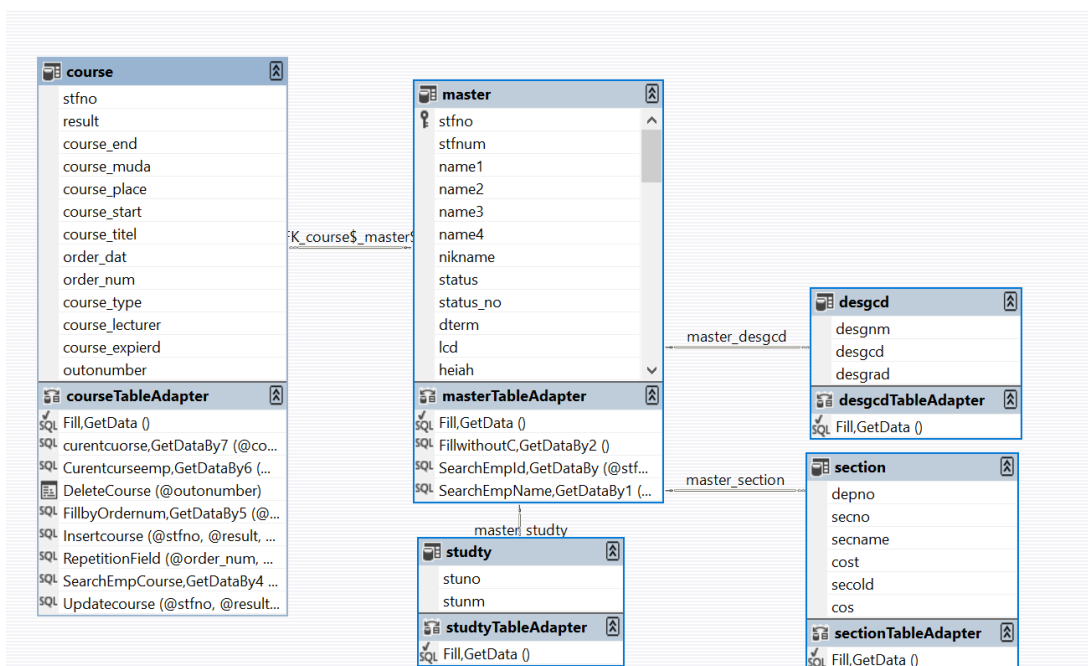 course
stfno
result
course_end
course_muda
course_place
course_start
course_titel
order_dat
order_num
course_type
course_lecturer
course_expierd
outonumber
courseTableAdapter
Fill,GetData ()
curentcuorse,GetDataBy7 (@co...
Curentcurseemp,GetDataBy6 (...
DeleteCourse (@outonumber)
FillbyOrdernum,GetDataBy5 (@...
Insertcourse (@stfno, @result, ...
RepetitionField (@order_num, ...
SearchEmpCourse,GetDataBy4 ...
Updatecourse (@stfno, @result...
FK_course$_master$
master
stfno
stfnum
name1
name2
name3
name4
nikname
status
status_no
dterm
lcd
heiah
masterTableAdapter
Fill,GetData ()
FillwithoutC,GetDataBy2 ()
SearchEmpId,GetDataBy (@stf...
SearchEmpName,GetDataBy1 (...
master_studty
studty
stuno
stunm
studtyTableAdapter
Fill,GetData ()
master_desgcd
desgcd
desgnm
desgcd
desgrad
desgcdTableAdapter
Fill,GetData ()
master_section
section
depno
secno
secname
cost
secold
cos
sectionTableAdapter
Fill,GetData ()